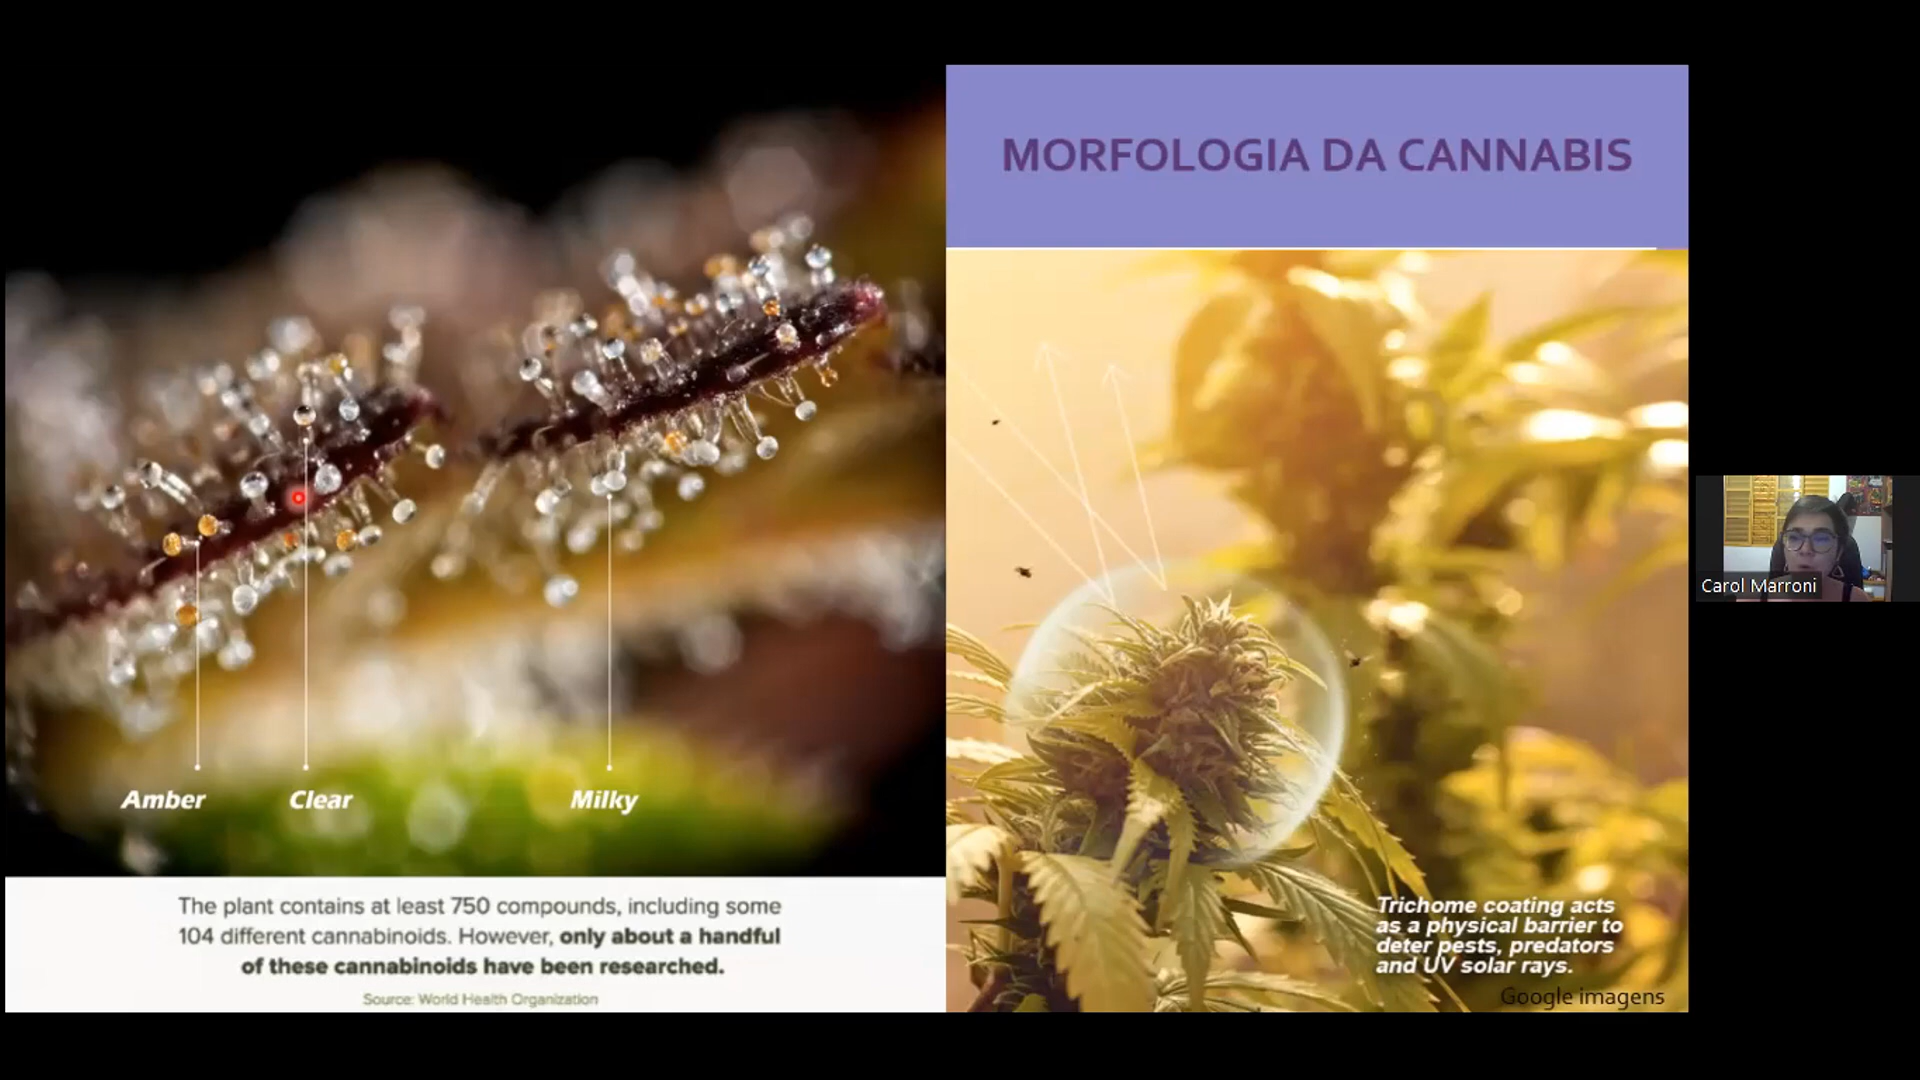 MORFOLOGIA DA CANNABIS
Amber
Clear
Milky
The plant contains at least 750 compounds, including some
104 different cannabinoids. However, only about a handful
of these cannabinoids have been researched.
Source: World Health Organization
Trichome coating acts
as a physical barrier to
deter pests, predators
and UV solar rays.
Google imagens
Carol Marroni